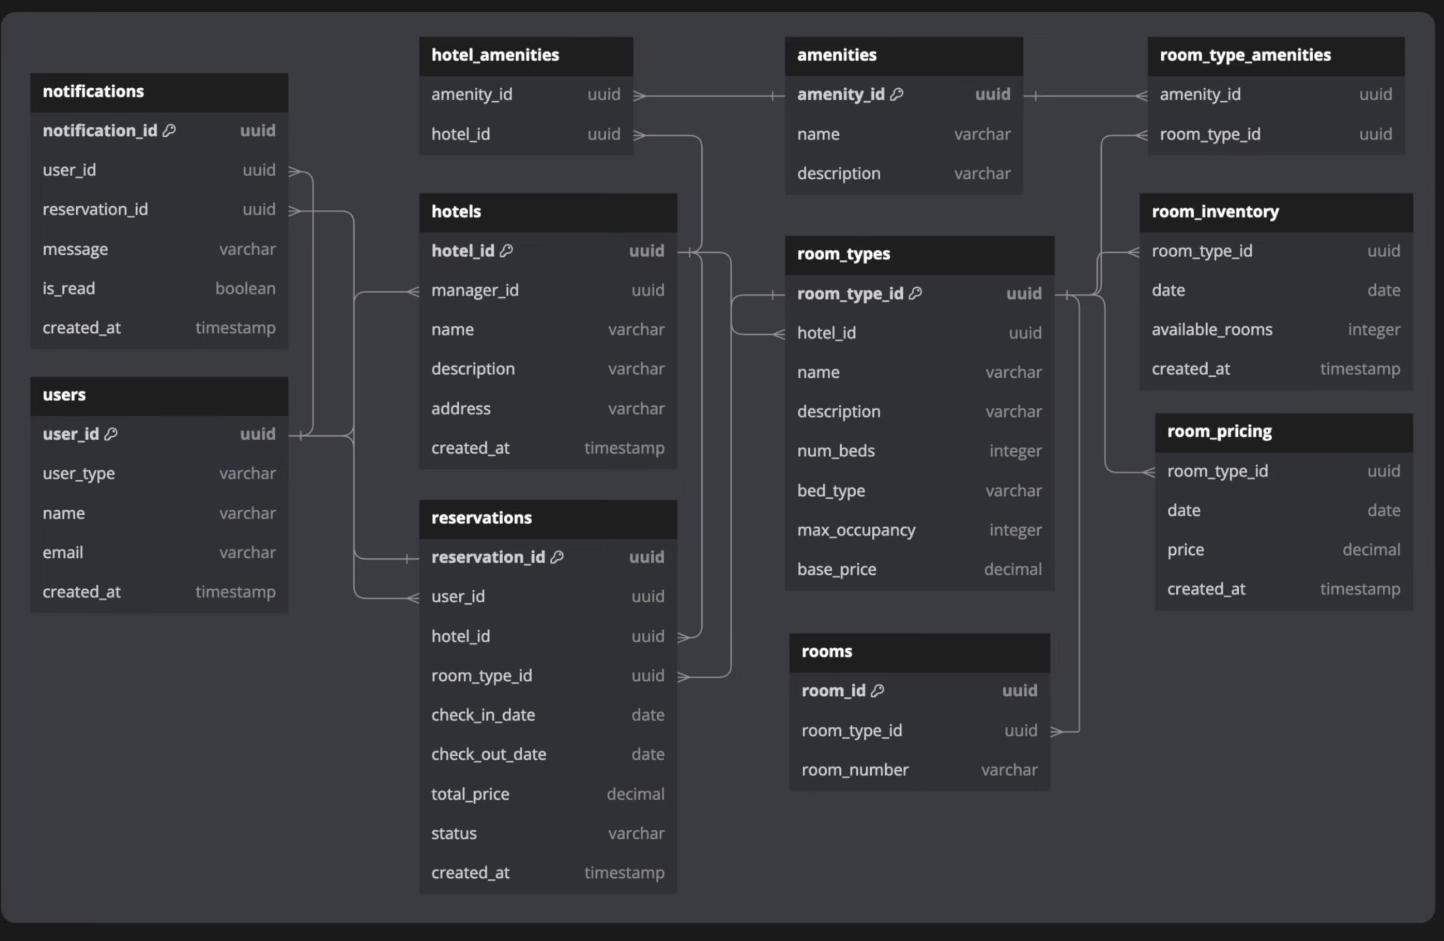 notifications
notification_id uuid
user_id uuid
reservation_id uuid
message varchar
is_read boolean
created_at timestamp
users
user_id uuid
user_type varchar
name varchar
email varchar
created_at timestamp
hotel_amenities
amenity_id uuid
hotel_id uuid
hotels
hotel_id uuid
manager_id uuid
name varchar
description varchar
address varchar
created_at timestamp
reservations
reservation_id uuid
user_id uuid
hotel_id uuid
room_type_id uuid
check_in_date date
check_out_date date
total_price decimal
status varchar
created_at timestamp
amenities
amenity_id uuid
name varchar
description varchar
room_types
room_type_id uuid
hotel_id uuid
name varchar
description varchar
num_beds integer
bed_type varchar
max_occupancy integer
base_price decimal
rooms
room_id uuid
room_type_id uuid
room_number varchar
room_type_amenities
amenity_id uuid
room_type_id uuid
room_inventory
room_type_id uuid
date date
available_rooms integer
created_at timestamp
room_pricing
room_type_id uuid
date date
price decimal
created_at timestamp